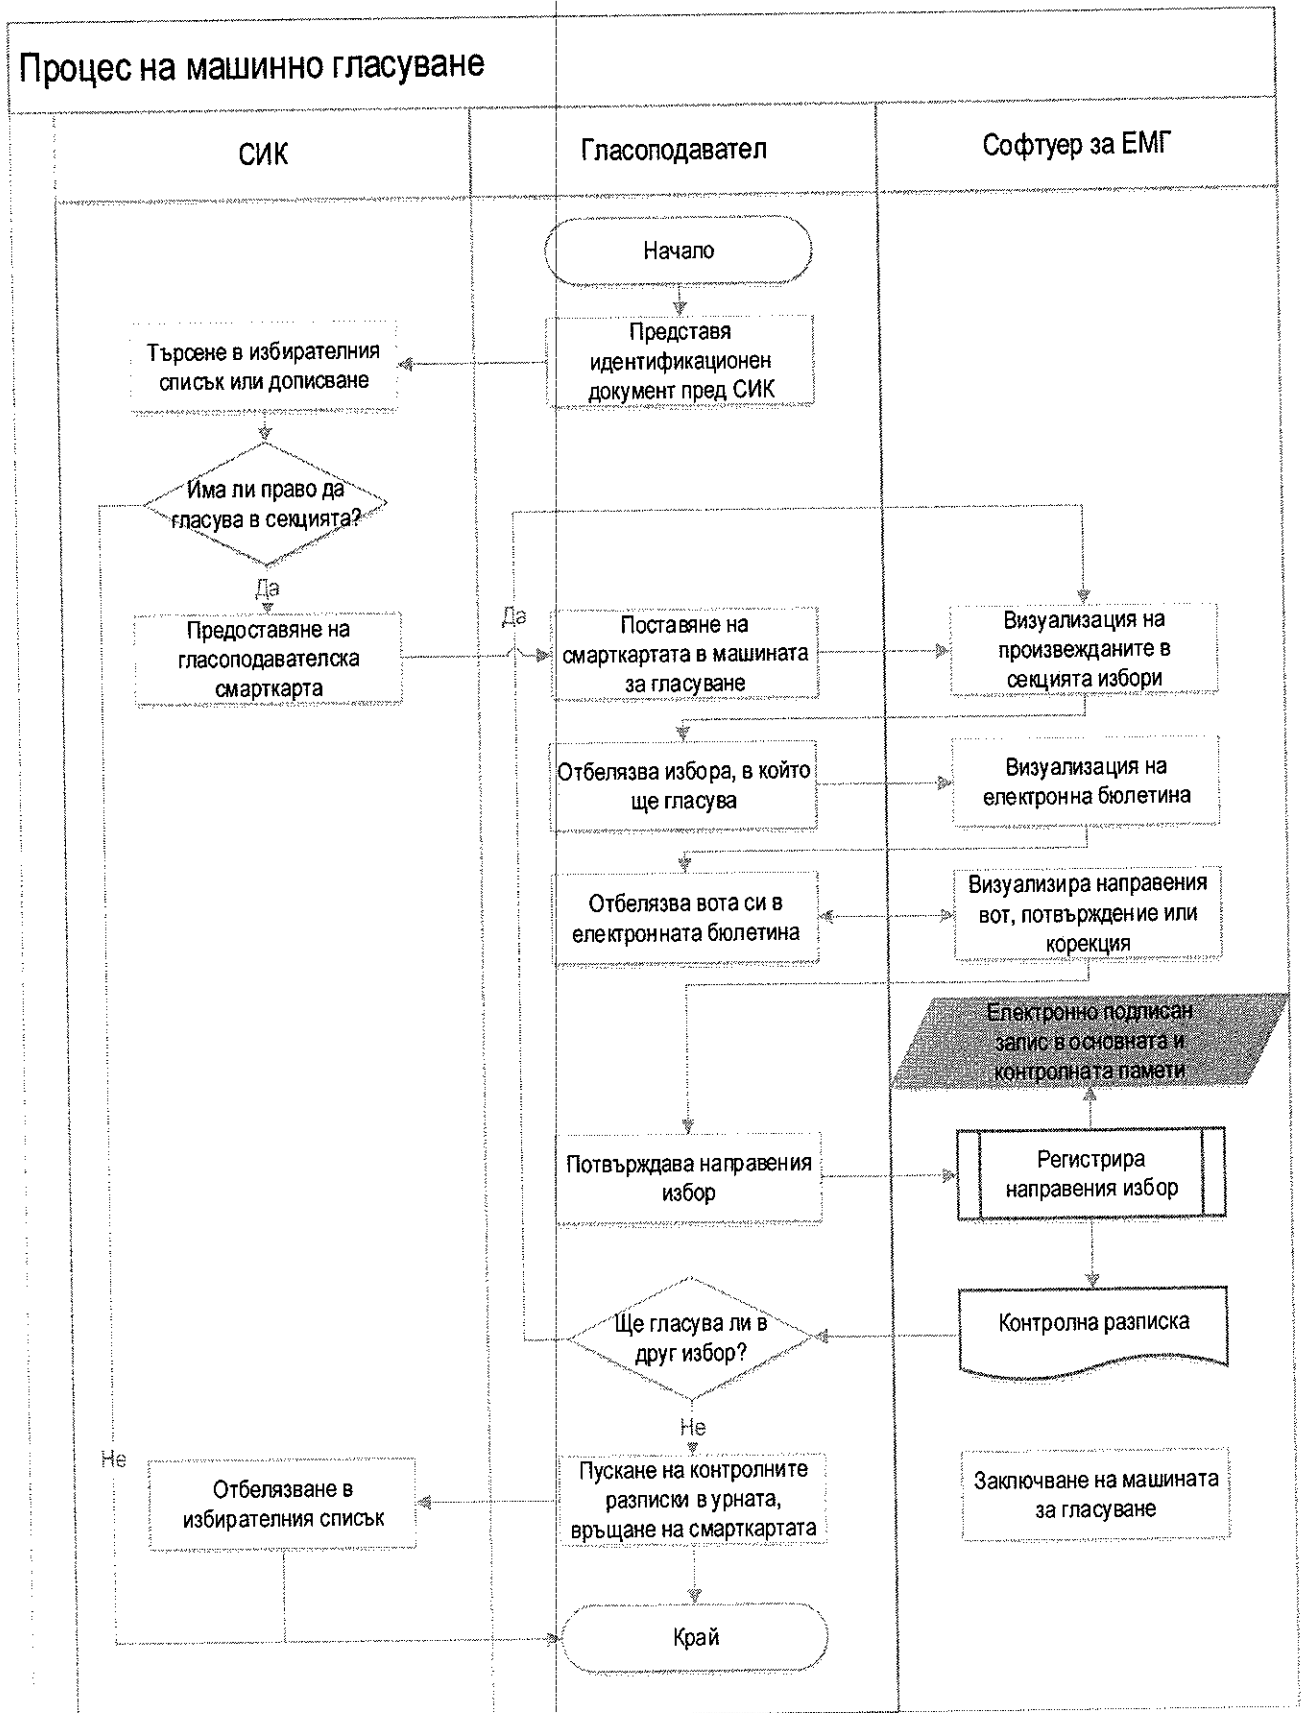 Процес на машинно гласуване
СИК
Гласоподавател
Софтуер за ЕМГ
Начало
Представя
идентификационен
документ пред СИК
Търсене в избирателния
списък или дописване
Има ли право да
гласува в секцията?
Да
Предоставяне на
гласоподавателска
смарткарта
Да
Поставяне на
смарткартата в машината
за гласуване
Визуализация на
произвежданите в
секцията избори
Отбелязва избора, в който
ще гласува
Визуализация на
електронна бюлетина
Отбелязва вота си в
електронната бюлетина
Визуализира направения
вот, потвърждение или
корекция
Електронно подписан
запис в основната и
контролната памети
Потвърждава направения
избор
Регистрира
направения избор
Ще гласува ли в
друг избор?
Контролна разписка
Не
Не
Отбелязване в
избирателния списък
Пускане на контролните
разписки в урната,
връщане на смарткартата
Заключване на машината
за гласуване
Край